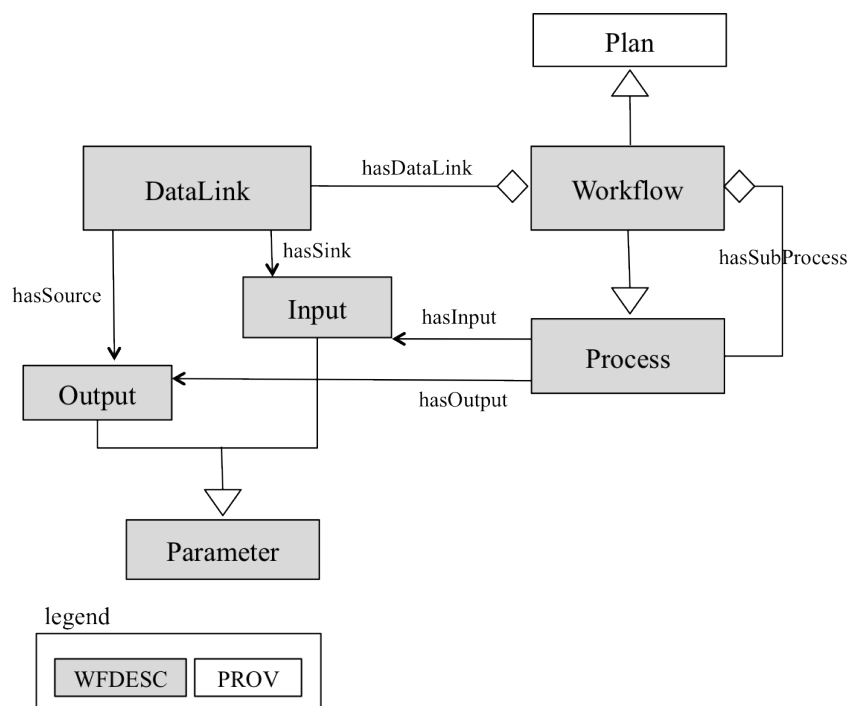 Plan
hasDataLink
DataLink
Workflow
hasSink
hasSubProcess
hasSource
Input
hasInput
Process
Output
hasOutput
Parameter
legend
WFDESC
PROV